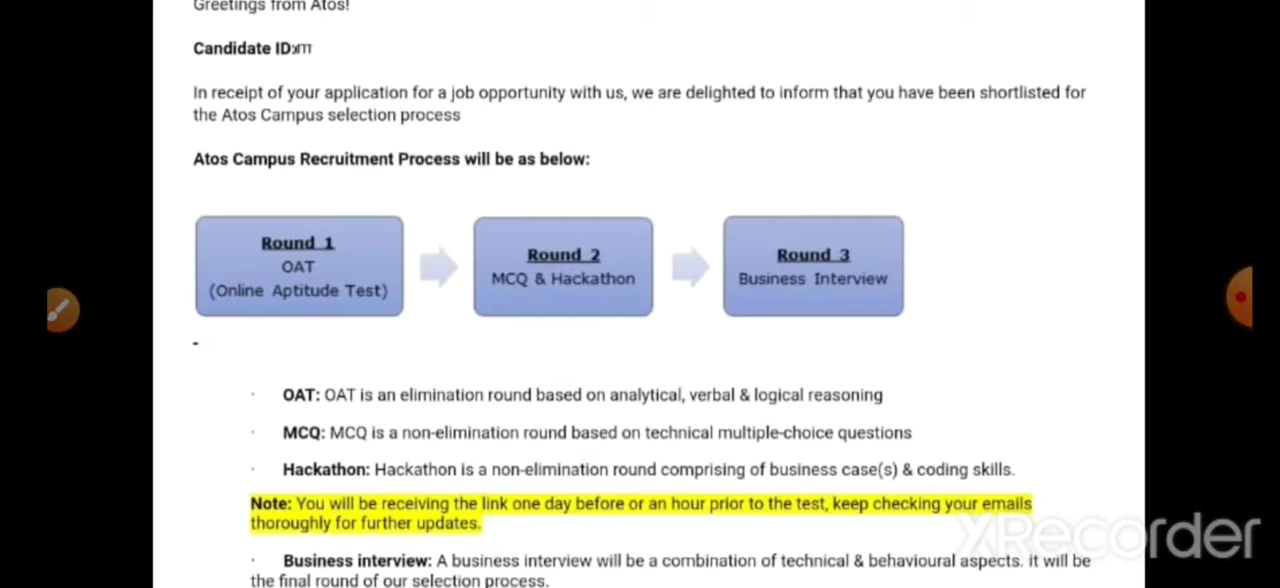 Greetings from Atos!
Candidate ID:
In receipt of your application for a job opportunity with us, we are delighted to inform that you have been shortlisted for
the Atos Campus selection process
Atos Campus Recruitment Process will be as below:
Round 1
OAT
(Online Aptitude Test)
Round 2
MCQ & Hackathon
Round 3
Business Interview
-
· OAT: OAT is an elimination round based on analytical, verbal & logical reasoning
· MCQ: MCQ is a non-elimination round based on technical multiple-choice questions
· Hackathon: Hackathon is a non-elimination round comprising of business case(s) & coding skills.
Note: You will be receiving the link one day before or an hour prior to the test, keep checking your emails
thoroughly for further updates.
XRecorder
· Business interview: A business interview will be a combination of technical & behavioural aspects. it will be
the final round of our selection process.